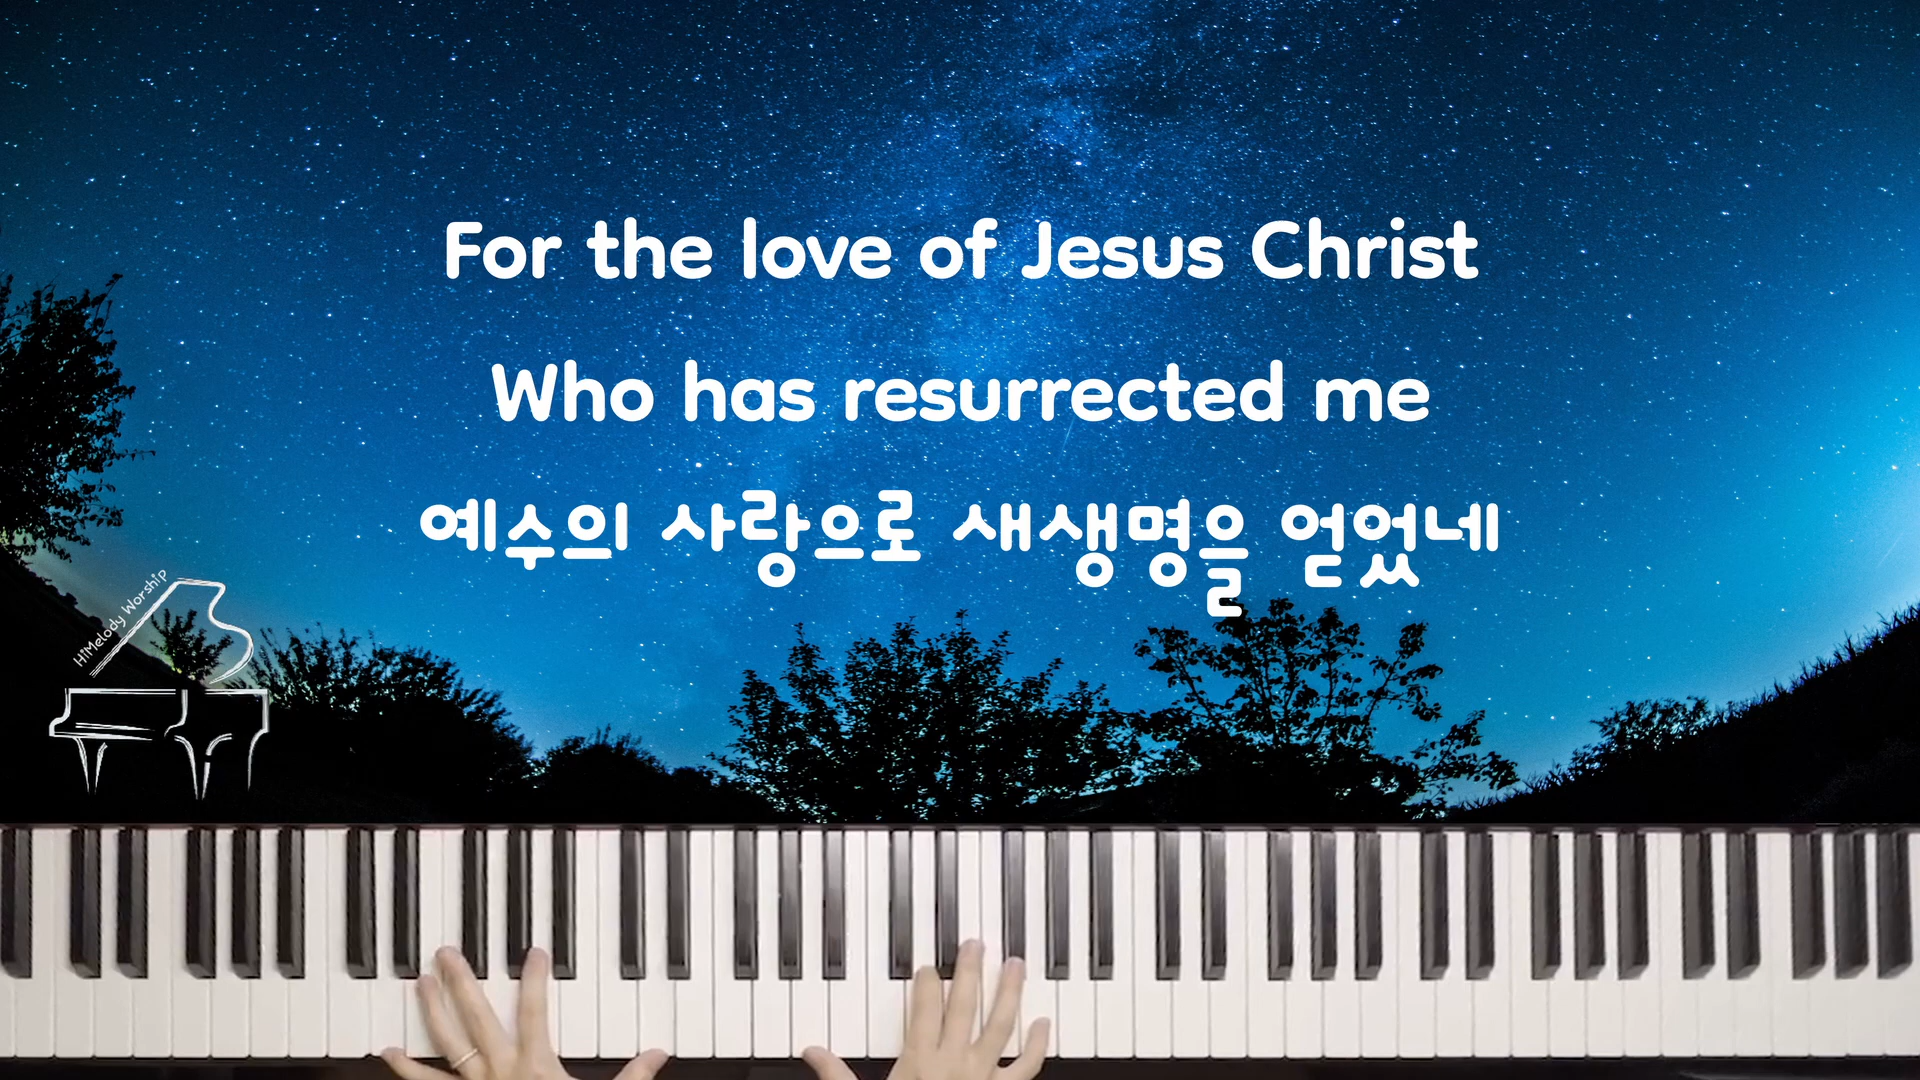 For the love of Jesus Christ
Who has resurrected me
예수의 사랑으로 새생명을 얻었네
HiMelody Worship